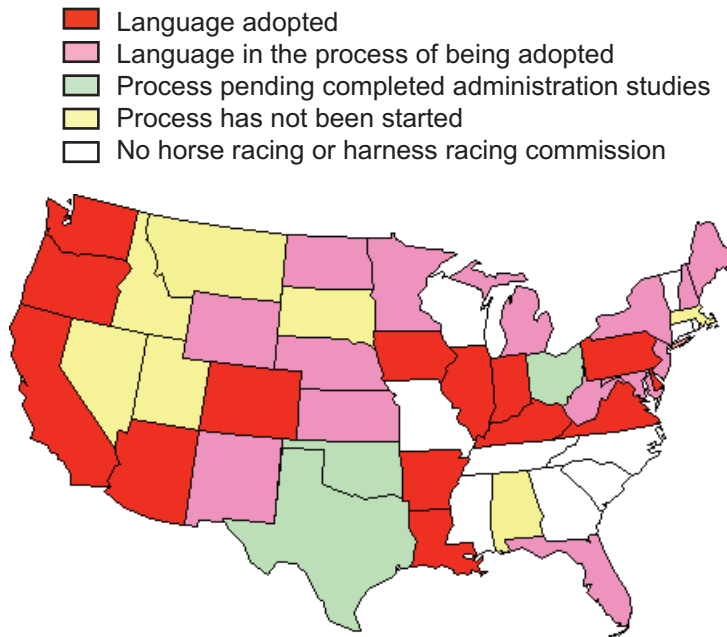 Language adopted
Language in the process of being adopted
Process pending completed administration studies
Process has not been started
No horse racing or harness racing commission